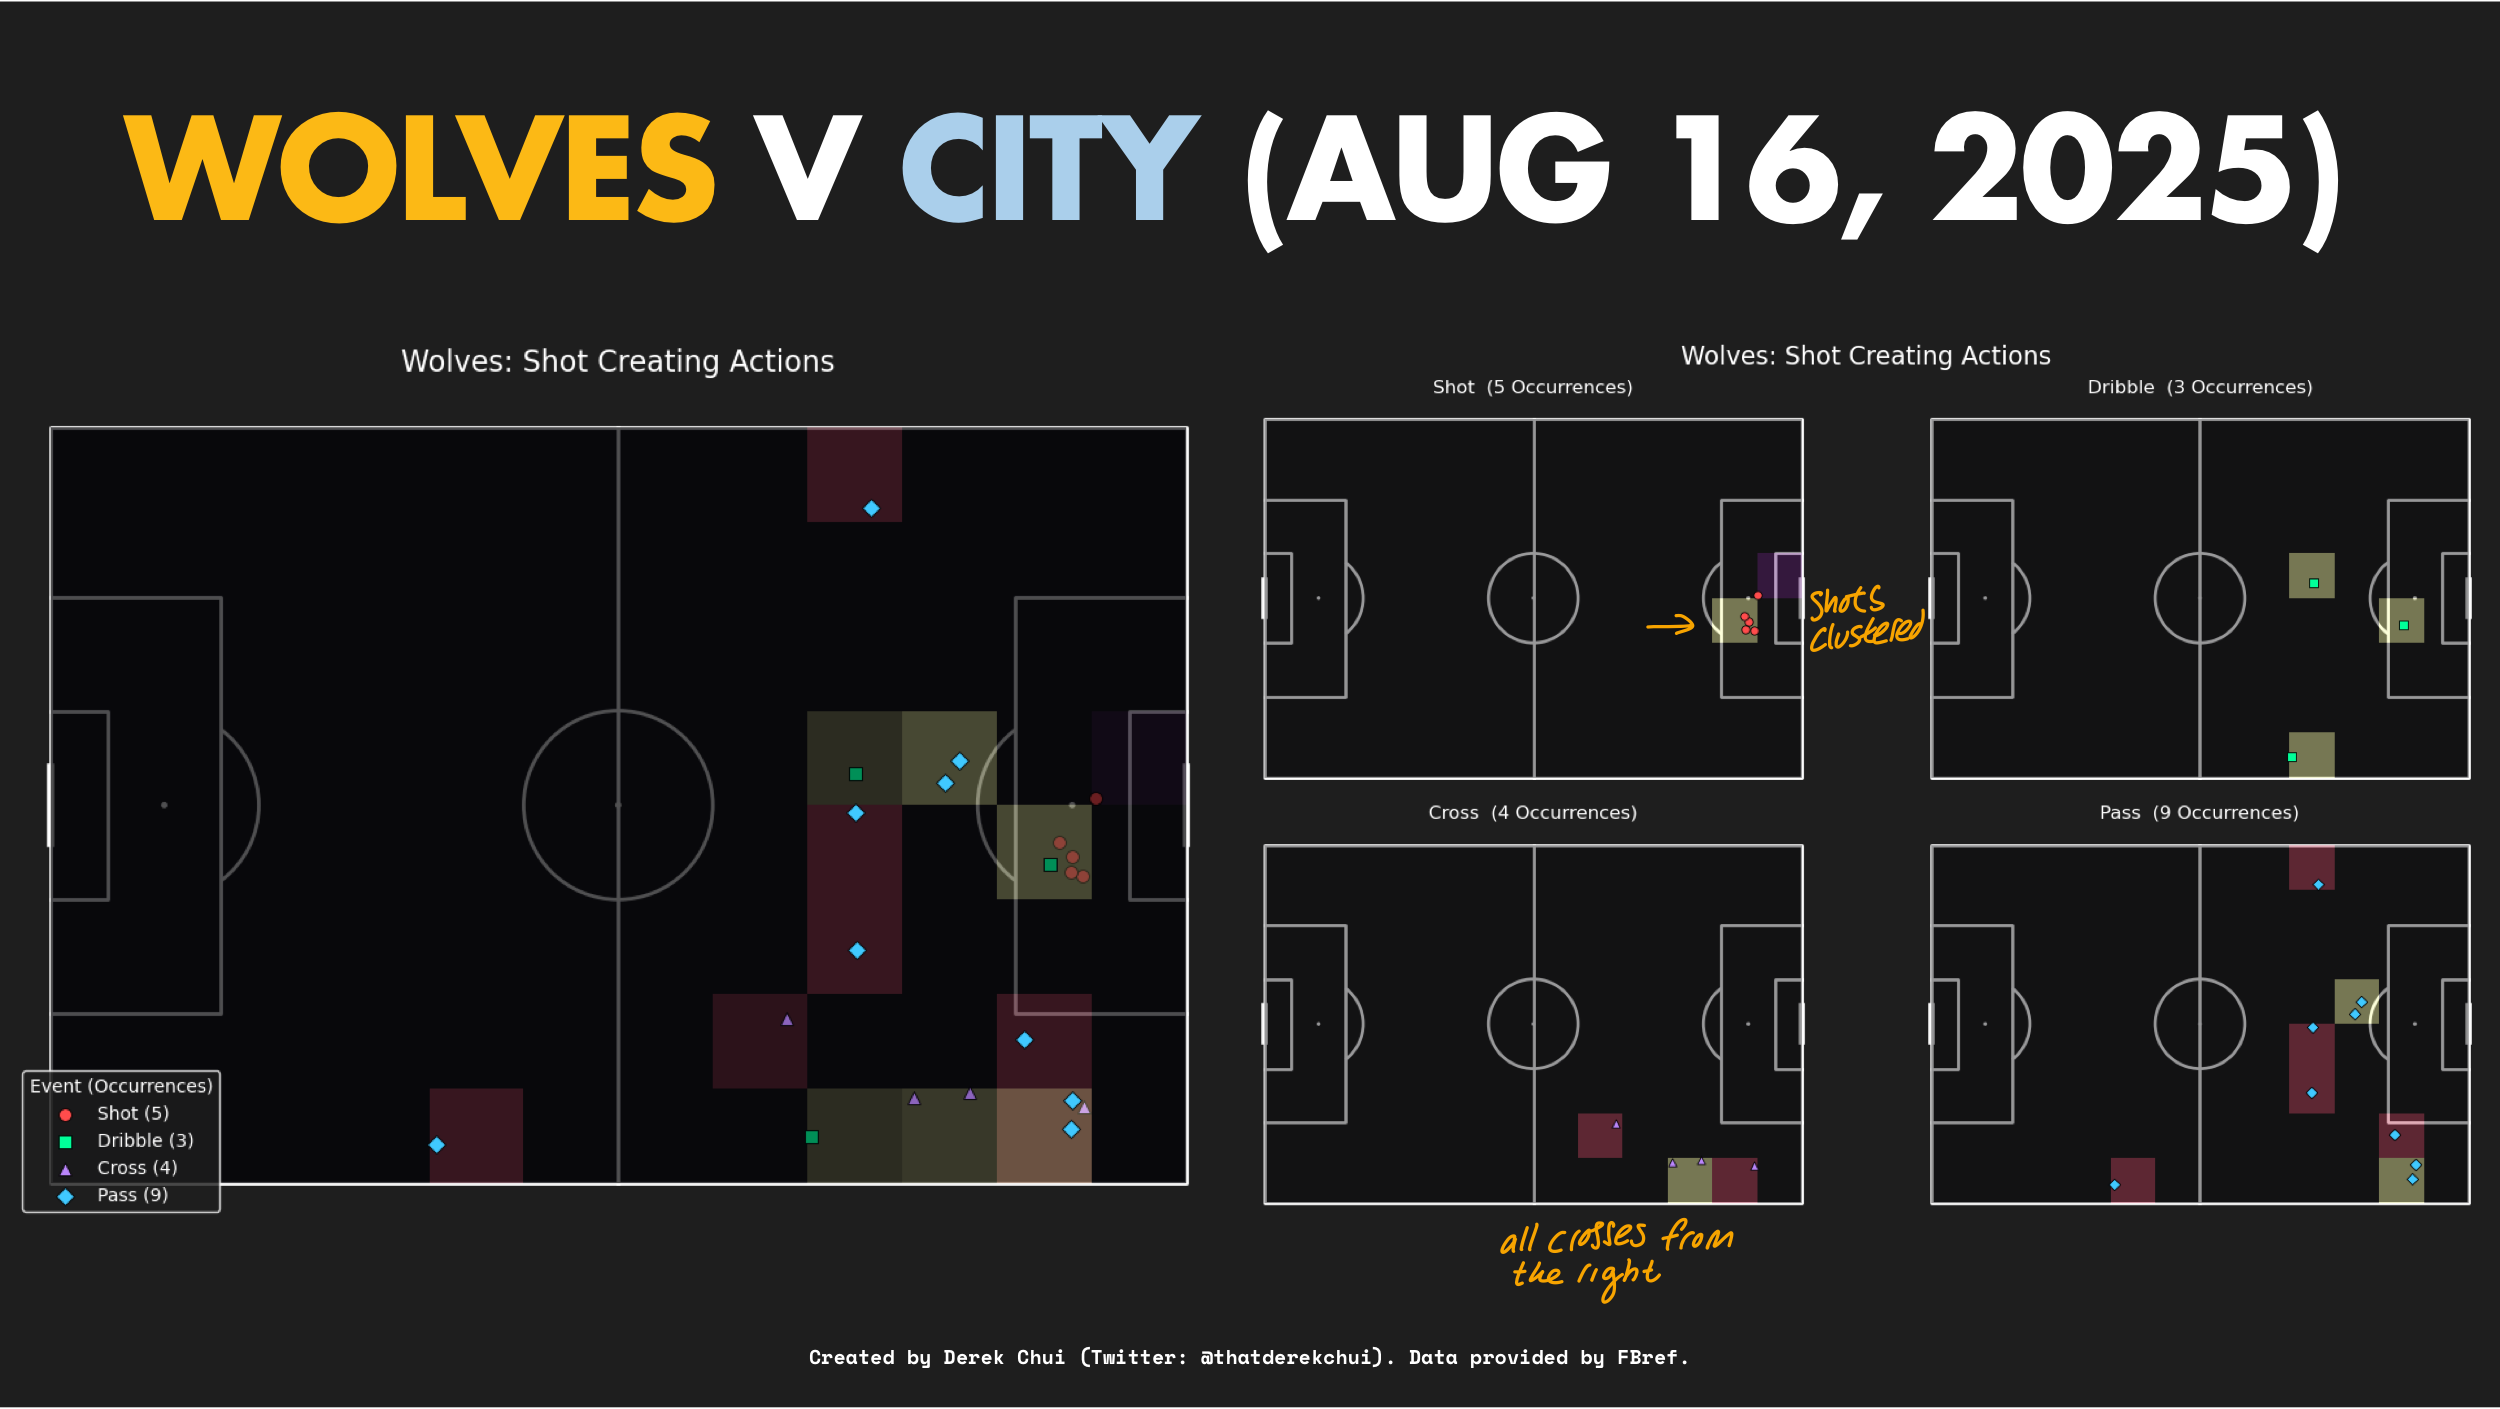 WOLVES V CITY (AUG 16, 2025)
Wolves: Shot Creating Actions
Event (Occurrences)
Shot (5)
Dribble (3)
Cross (4)
Pass (9)
Wolves: Shot Creating Actions
Shot (5 Occurrences)
Dribble (3 Occurrences)
shots
clustered
Cross (4 Occurrences)
Pass (9 Occurrences)
all crosses from
the right
Created by Derek Chui (Twitter: @thatderekchui). Data provided by FBref.